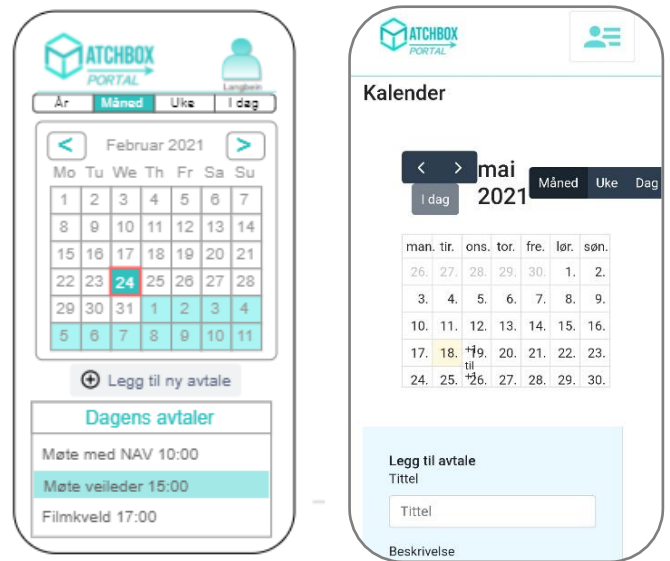 ATCHBOX
PORTAL
Langbein
År Måned Uke I dag
< Februar 2021 >
Mo Tu We Th Fr Sa Su
1 2 3 4 5 6 7
8 9 10 11 12 13 14
15 16 17 18 19 20 21
22 23 24 25 26 27 28
29 30 31 1 2 3 4
5 6 7 8 9 10 11
Legg til ny avtale
Dagens avtaler
Møte med NAV 10:00
Møte veileder 15:00
Filmkveld 17:00
ATCHBOX
PORTAL
Kalender
< > mai
I dag 2021 Måned Uke Dag
man. tir. ons. tor. fre. lør. søn.
26. 27. 28. 29. 30. 1. 2.
3. 4. 5. 6. 7. 8. 9.
10. 11. 12. 13. 14. 15. 16.
17. 18. 19. 20. 21. 22. 23.
+1
til
24. 25. 26. 27. 28. 29. 30.
+1
Legg til avtale
Tittel
Tittel
Beskrivelse